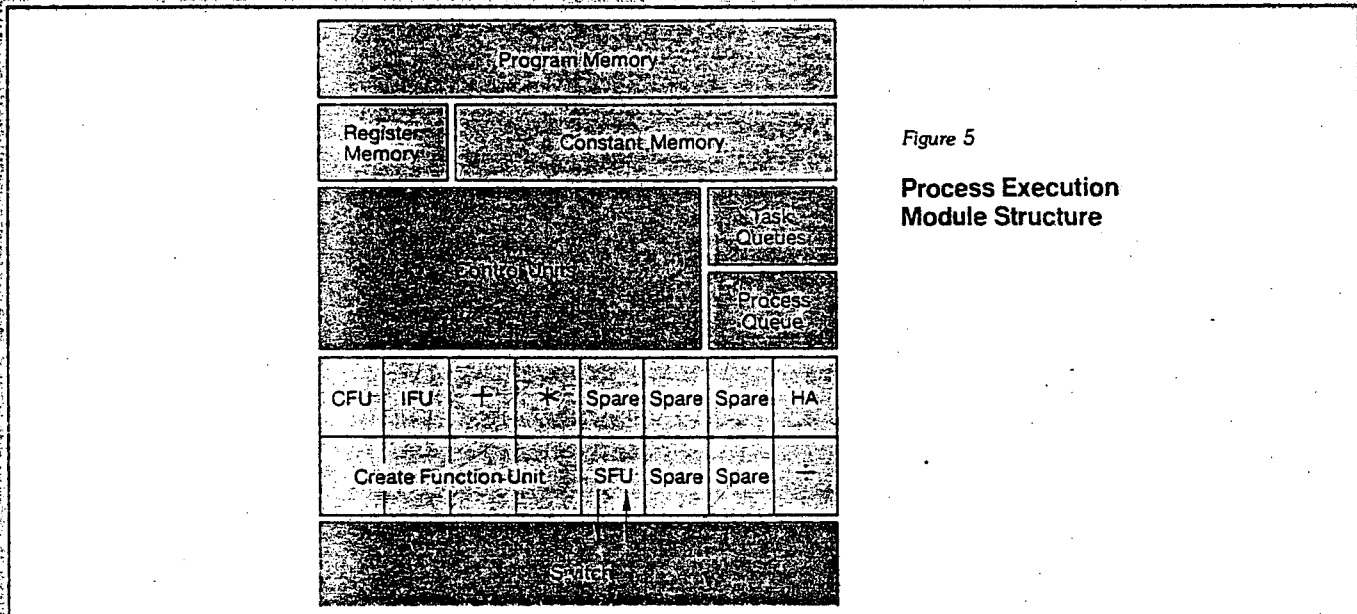 Program Memory
Register
Memory
Constant Memory
Task
Queues
Control Units
Process
Queue
CFU IFU + * Spare Spare Spare HA
Create Function Unit SFU Spare Spare ÷
Switch
Figure 5
Process Execution
Module Structure